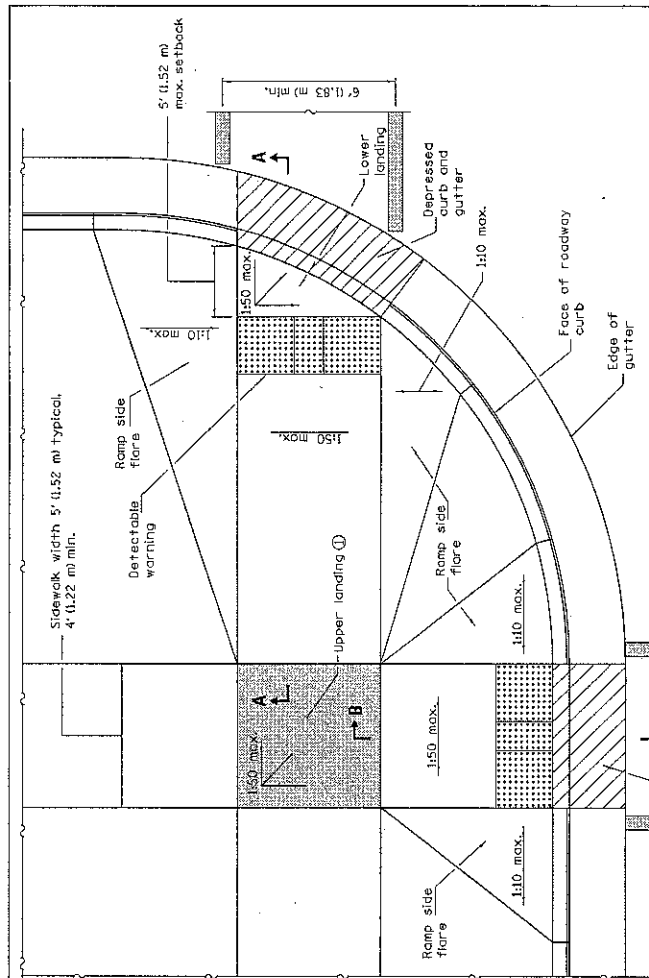 Sidewalk width 5' (1.52 m) typical,
4' (1.22 m) min.
5' (1.52 m)
max. setback
6' (1.83 m) min.
Ramp side
flare
1:10 max.
A
Lower
landing
Detectable
warning
1:50 max.
Depressed
curb and
gutter
1:50
max.
1:10 max.
Upper landing ①
Ramp side
flare
Face of roadway
curb
Edge of
gutter
A
1:50 max.
B
1:10 max.
1:50 max.
Ramp side
flare
1:10 max.